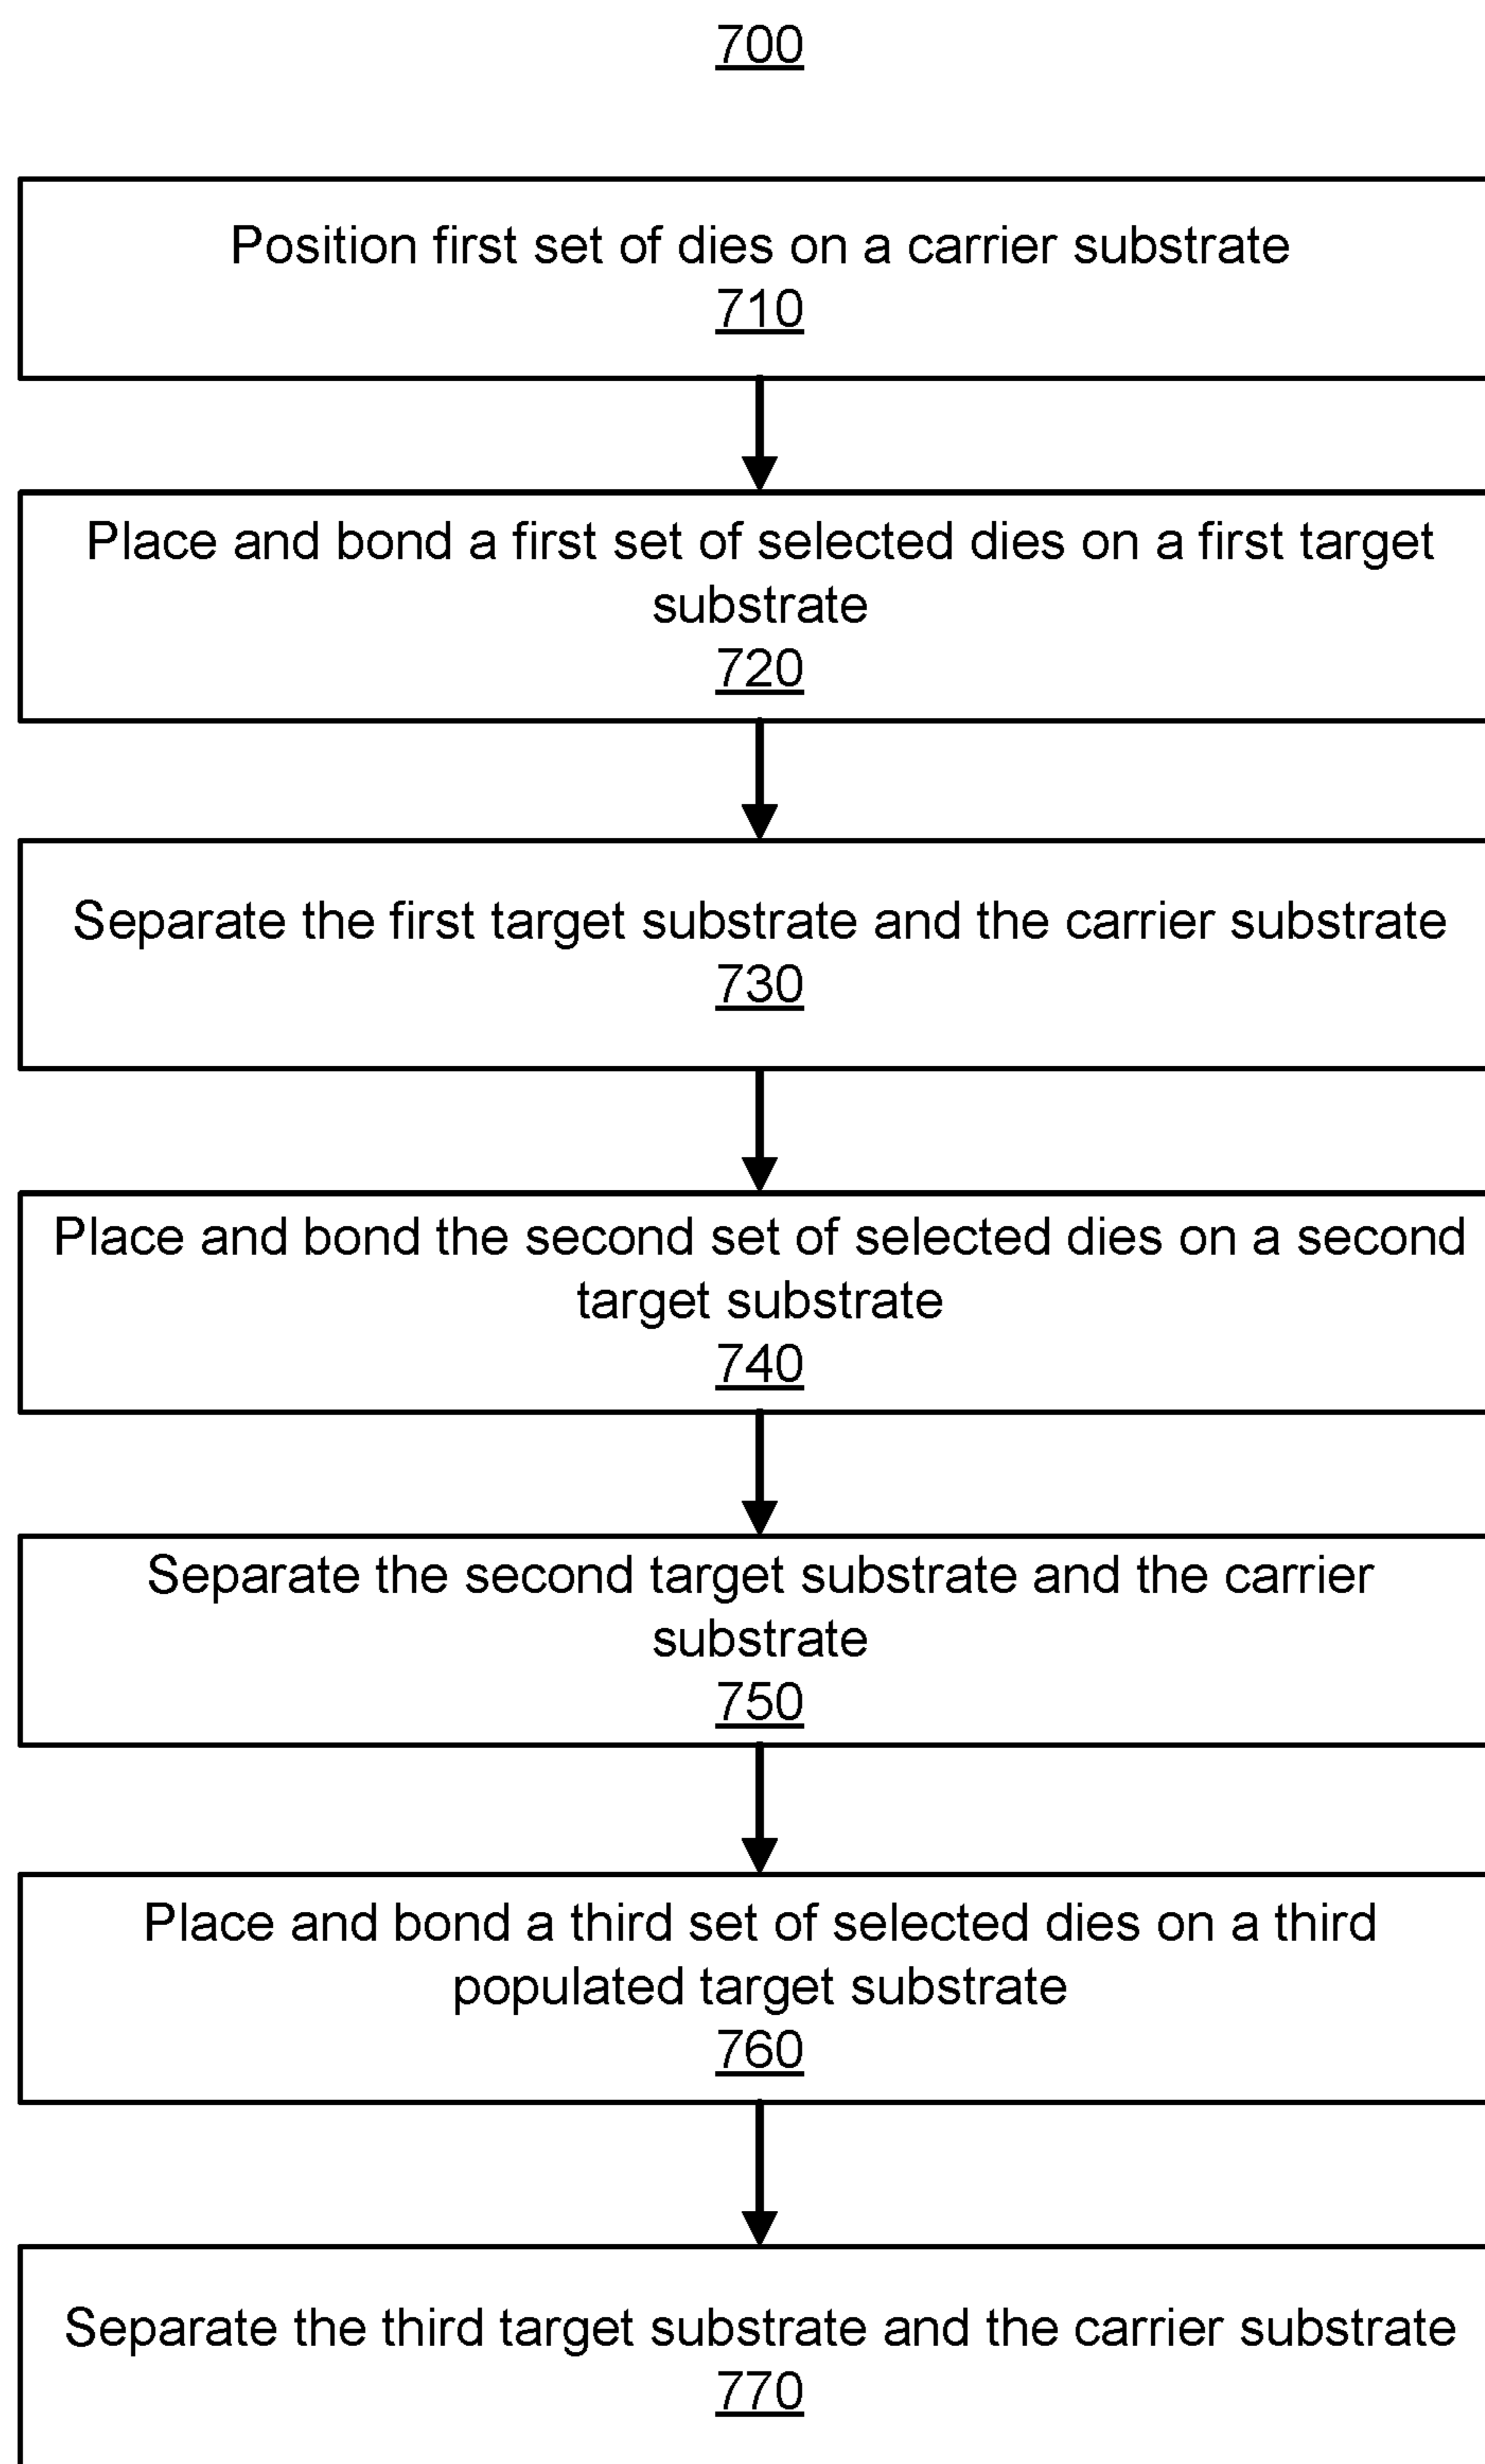 700
Position first set of dies on a carrier substrate
710
Place and bond a first set of selected dies on a first target
substrate
720
Separate the first target substrate and the carrier substrate
730
Place and bond the second set of selected dies on a second
target substrate
740
Separate the second target substrate and the carrier
substrate
750
Place and bond a third set of selected dies on a third
populated target substrate
760
Separate the third target substrate and the carrier substrate
770